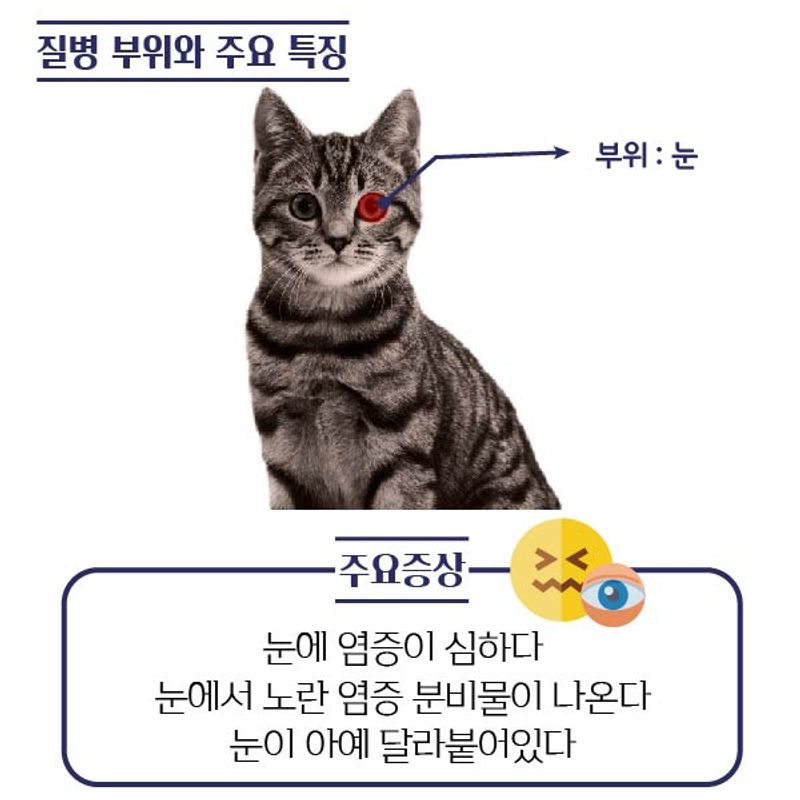 질병 부위와 주요 특징
부위 : 눈
주요증상
눈에 염증이 심하다
눈에서 노란 염증 분비물이 나온다
눈이 아예 달라붙어있다